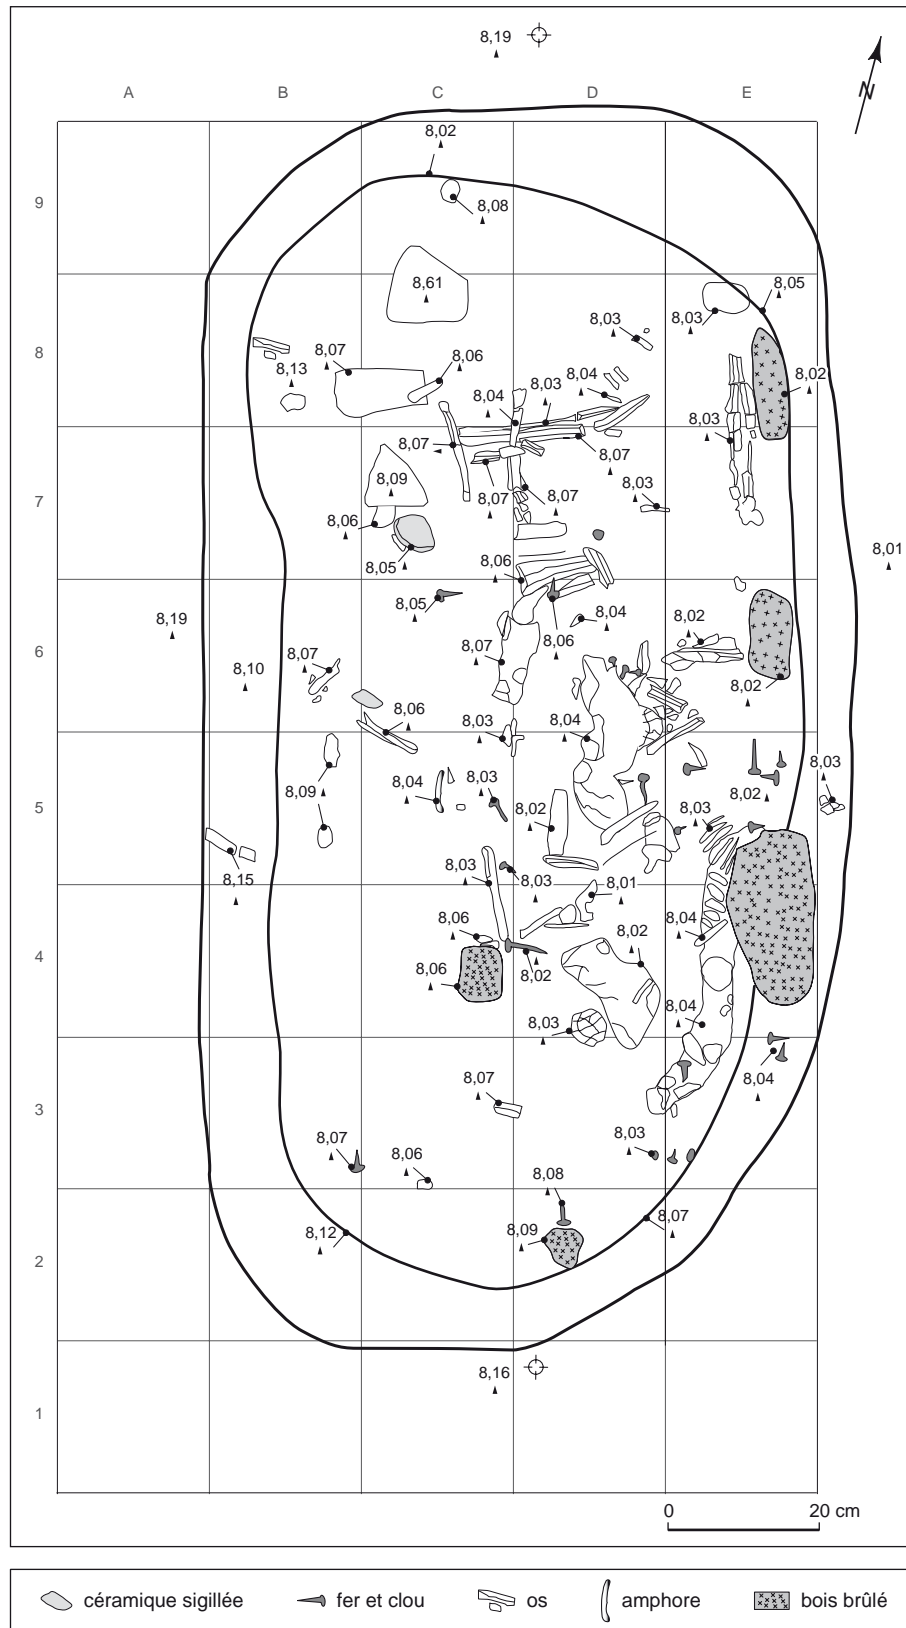 8,19
N
A B C D E
8,02
9
8,08
8,61
8,05
8,03 8,03
8
8,07 8,06
8,13
8,04 8,03 8,04 8,02
8,03
8,07 8,07
8,09 8,07 8,07 8,03
7
8,06
8,05 8,06
8,01
8,05 8,04
8,19 8,06 8,02
6
8,07 8,07
8,10
8,02
8,06 8,03 8,04
8,03
8,09 8,04 8,03 8,02
5
8,02 8,03
8,15 8,03 8,03 8,01
8,06 8,04
4
8,06 8,02 8,02
8,03 8,04
8,07 8,04
3
8,07 8,06 8,03
8,08
8,12 8,09 8,07
2
8,16
1
0 20 cm
céramique sigillée fer et clou os amphore bois brûlé